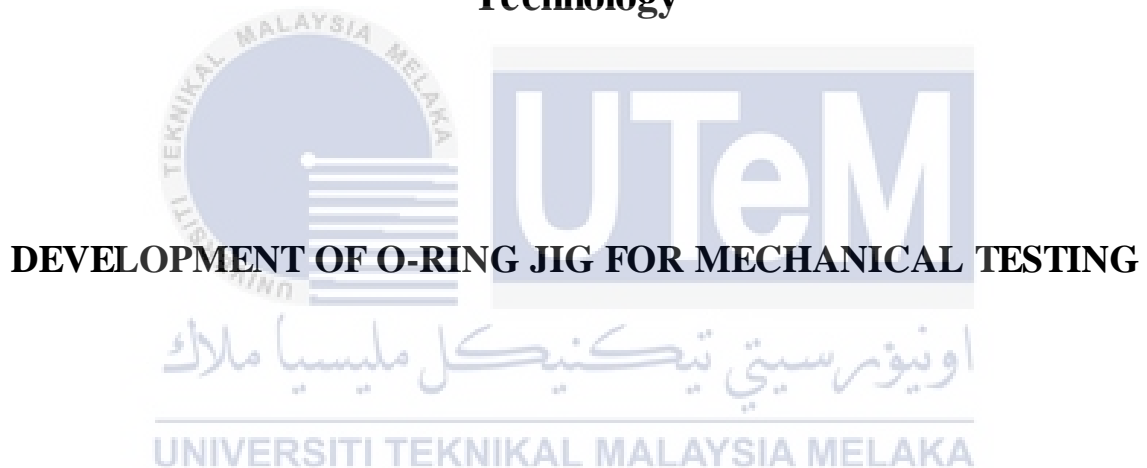 Technology
UNIVERSITI TEKNIKAL MALAYSIA MELAKA
UTeM
DEVELOPMENT OF O-RING JIG FOR MECHANICAL TESTING
اونيۏرسيتي تيكنيكل مليسيا ملاك
UNIVERSITI TEKNIKAL MALAYSIA MELAKA